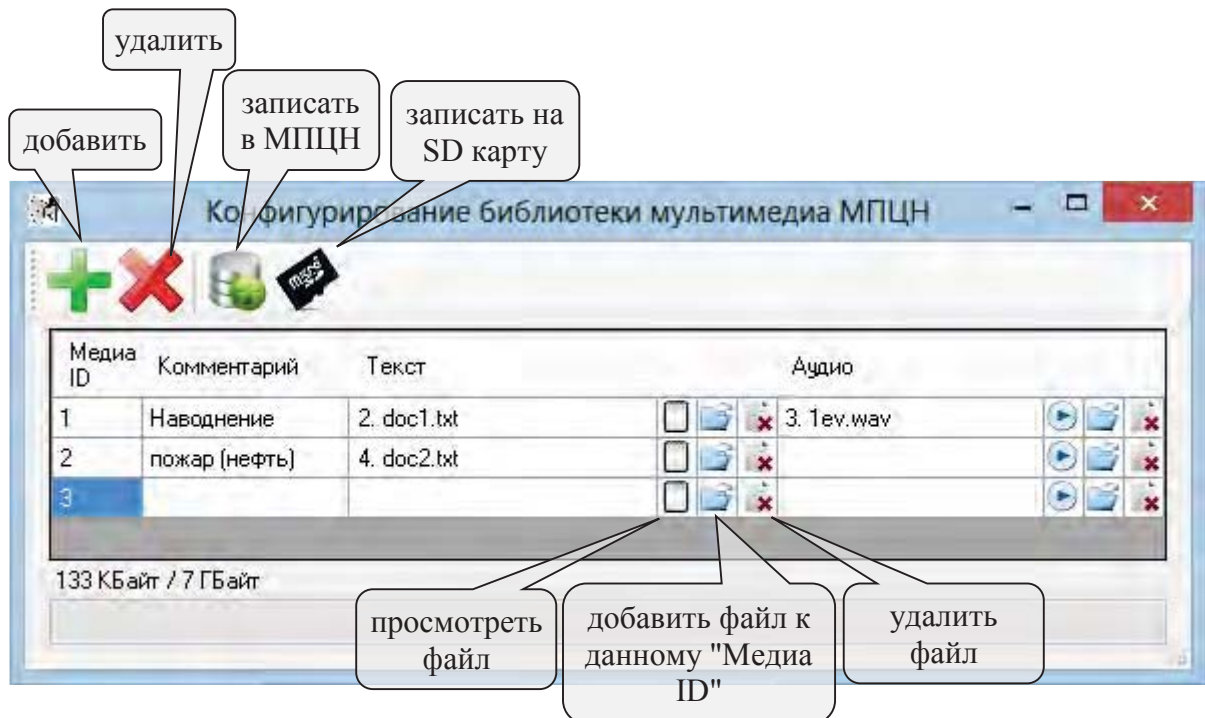 удалить
записать
в МПЦН
записать на
SD карту
добавить
Конфигурирование библиотеки мультимедиа МПЦН
Медиа
ID
Комментарий
Текст
Аудио
1 Наводнение 2. doc1.txt 3. 1ev.wav
2 пожар (нефть) 4. doc2.txt
3
133 КБайт / 7 ГБайт
просмотреть
файл
добавить файл к
данному "Медиа
ID"
удалить
файл